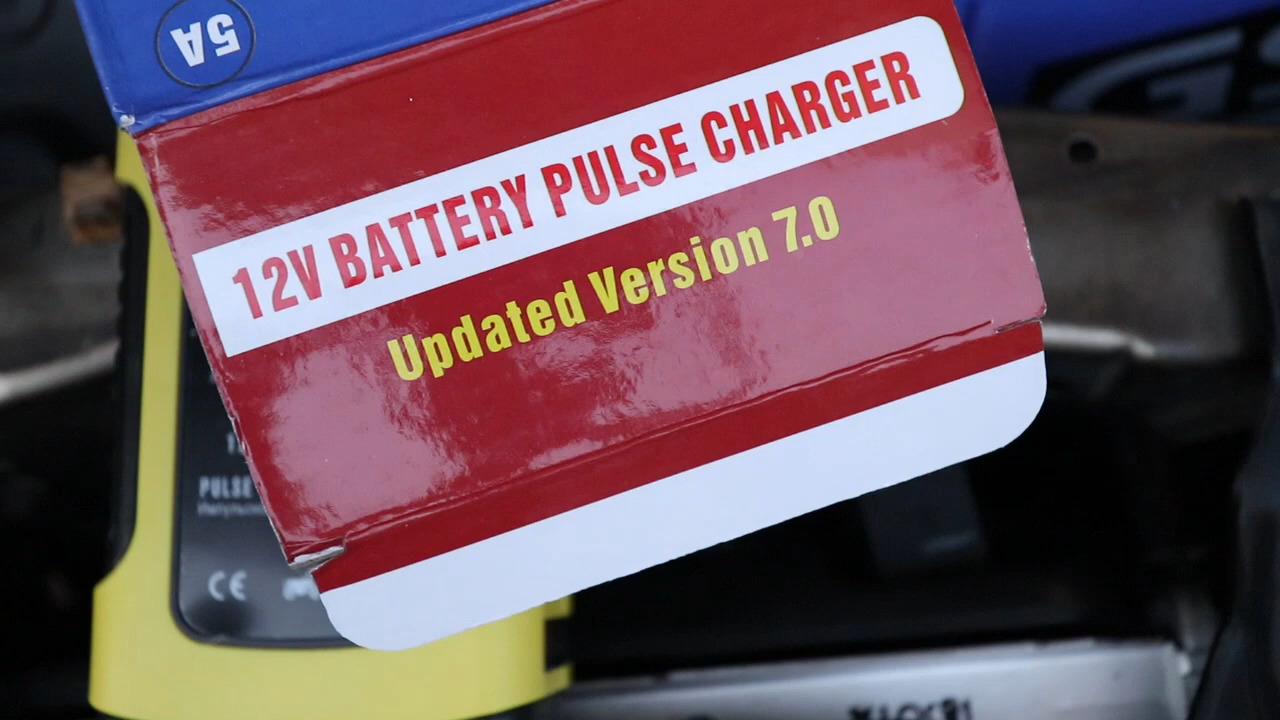 5A
12V BATTERY PULSE CHARGER
Updated Version 7.0
PULSE
CE